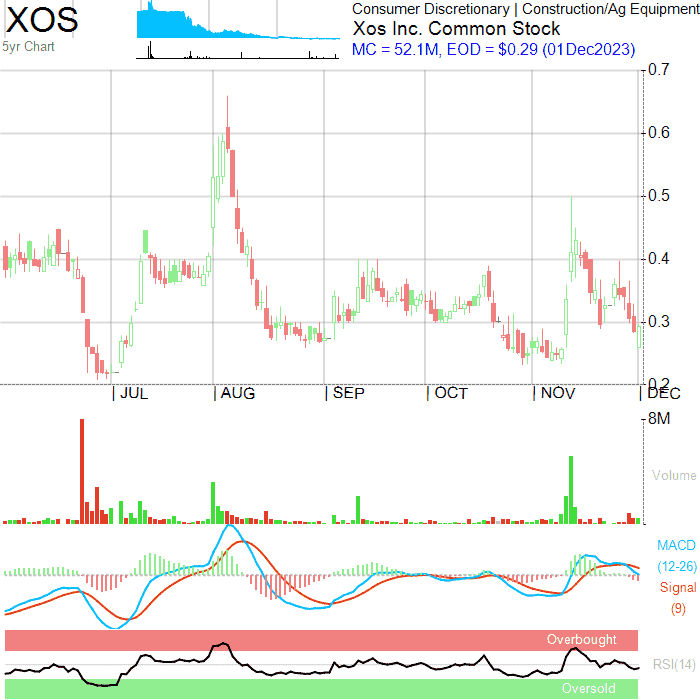 XOS
5yr Chart
Consumer Discretionary | Construction/Ag Equipment
Xos Inc. Common Stock
MC = 52.1M, EOD = $0.29 (01Dec2023)
0.7
0.6
0.5
0.4
0.3
0.2
JUL AUG SEP OCT NOV DEC
8M
Volume
MACD
(12-26)
Signal
(9)
Overbought
RSI(14)
Oversold